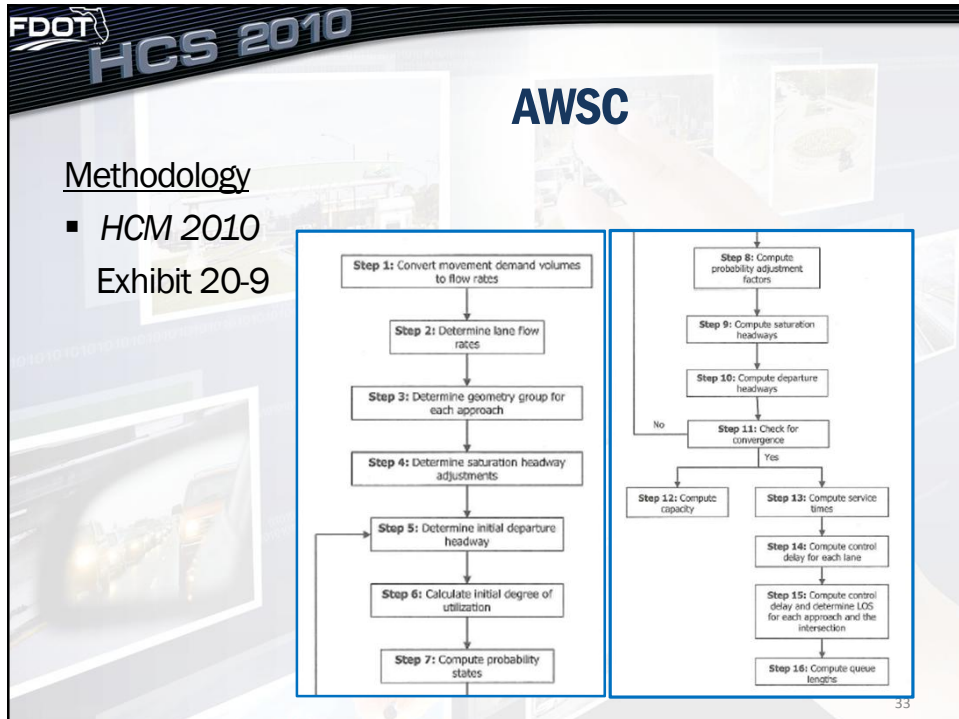 FDOT
HCS 2010
AWSC
Methodology
▪ HCM 2010
Exhibit 20-9
Step 1: Convert movement demand volumes
to flow rates
Step 2: Determine lane flow
rates
Step 3: Determine geometry group for
each approach
Step 4: Determine saturation headway
adjustments
Step 5: Determine initial departure
headway
Step 6: Calculate initial degree of
utilization
Step 7: Compute probability
states
Step 8: Compute
probability adjustment
factors
Step 9: Compute saturation
headways
Step 10: Compute departure
headways
No
Step 11: Check for
convergence
Yes
Step 12: Compute
capacity
Step 13: Compute service
times
Step 14: Compute control
delay for each lane
Step 15: Compute control
delay and determine LOS
for each approach and the
intersection
Step 16: Compute queue
lengths
33